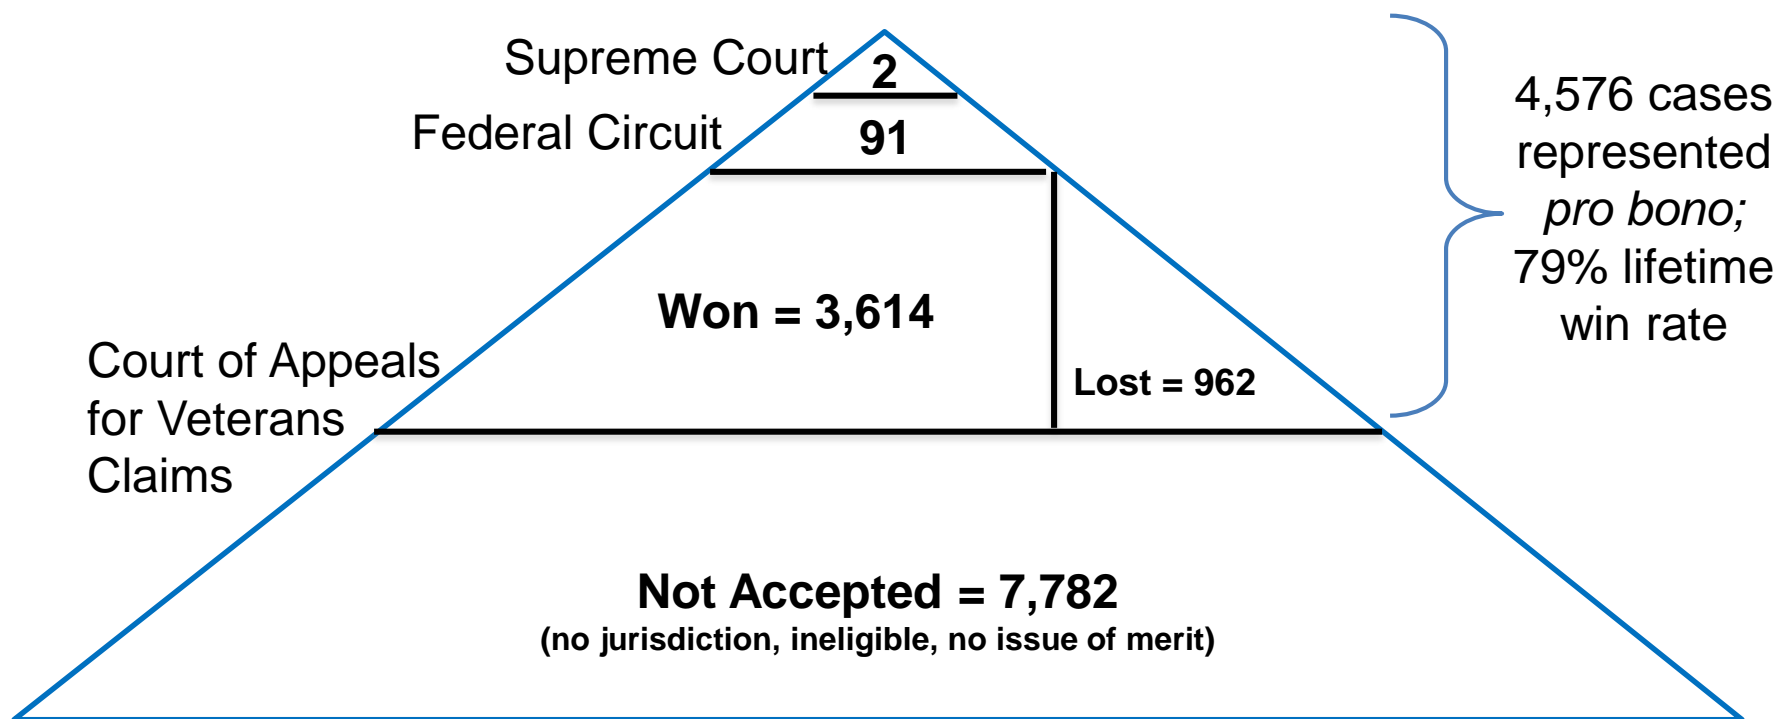 Supreme Court
2
Federal Circuit
91
4,576 cases
represented
pro bono;
79% lifetime
win rate
Won = 3,614
Court of Appeals
for Veterans
Claims
Lost = 962
Not Accepted = 7,782
(no jurisdiction, ineligible, no issue of merit)